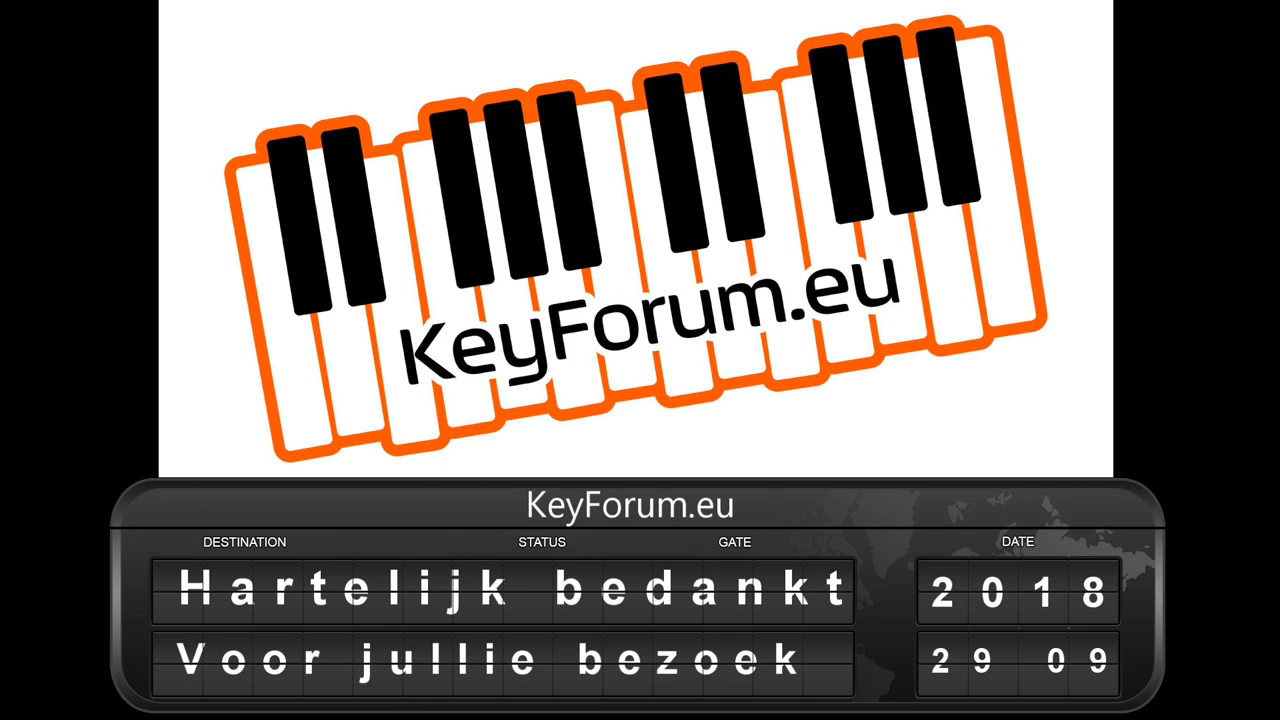 KeyForum.eu
KeyForum.eu
DESTINATION STATUS GATE DATE
Hartelijk bedankt 2018
Voor jullie bezoek 29 09